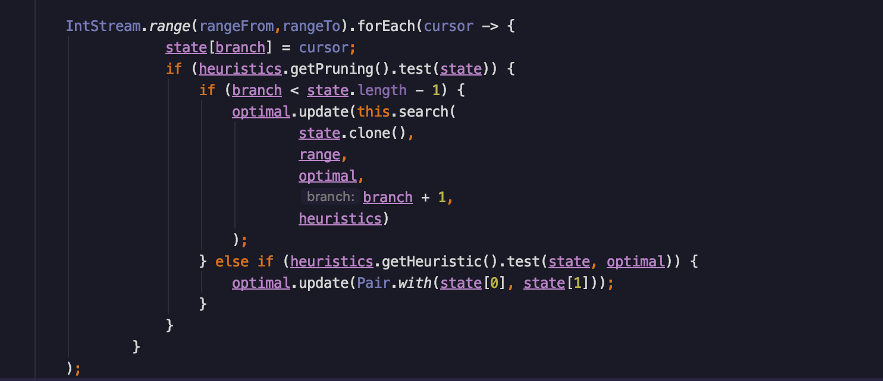 IntStream.range(rangeFrom,rangeTo).forEach(cursor -> {
state[branch] = cursor;
if (heuristics.getPruning().test(state)) {
if (branch < state.length - 1) {
optimal.update(this.search(
state.clone(),
range,
optimal,
branch: branch + 1,
heuristics)
);
} else if (heuristics.getHeuristic().test(state, optimal)) {
optimal.update(Pair.with(state[0], state[1]));
}
}
}
);